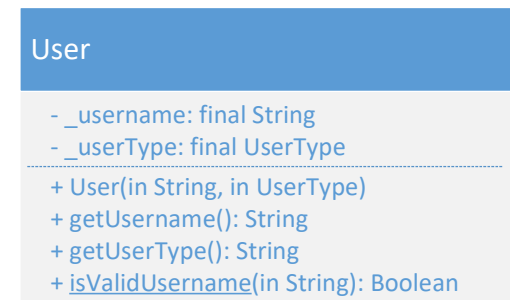 User
- _username: final String
- _userType: final UserType
+ User(in String, in UserType)
+ getUsername(): String
+ getUserType(): String
+ isValidUsername(in String): Boolean